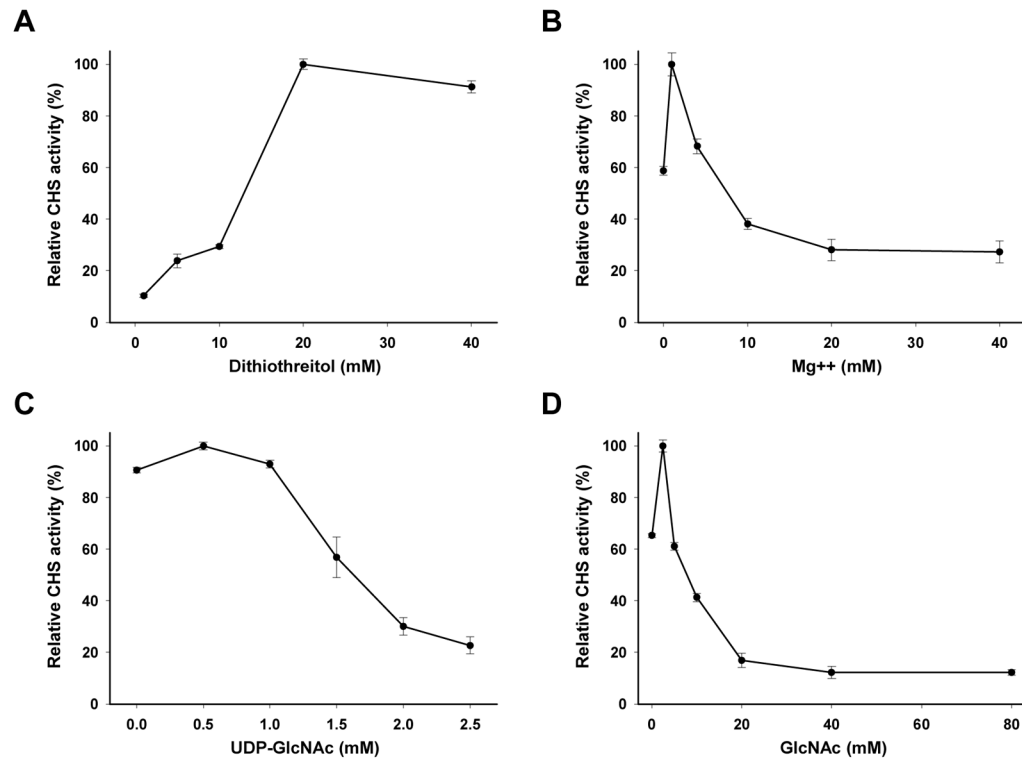 A
Relative CHS activity (%)
100
80
60
40
20
0
0 10 20 30 40
Dithiothreitol (mM)
B
Relative CHS activity (%)
100
80
60
40
20
0
0 10 20 30 40
Mg++ (mM)
C
Relative CHS activity (%)
100
80
60
40
20
0
0.0 0.5 1.0 1.5 2.0 2.5
UDP-GlcNAc (mM)
D
Relative CHS activity (%)
100
80
60
40
20
0
0 20 40 60 80
GlcNAc (mM)